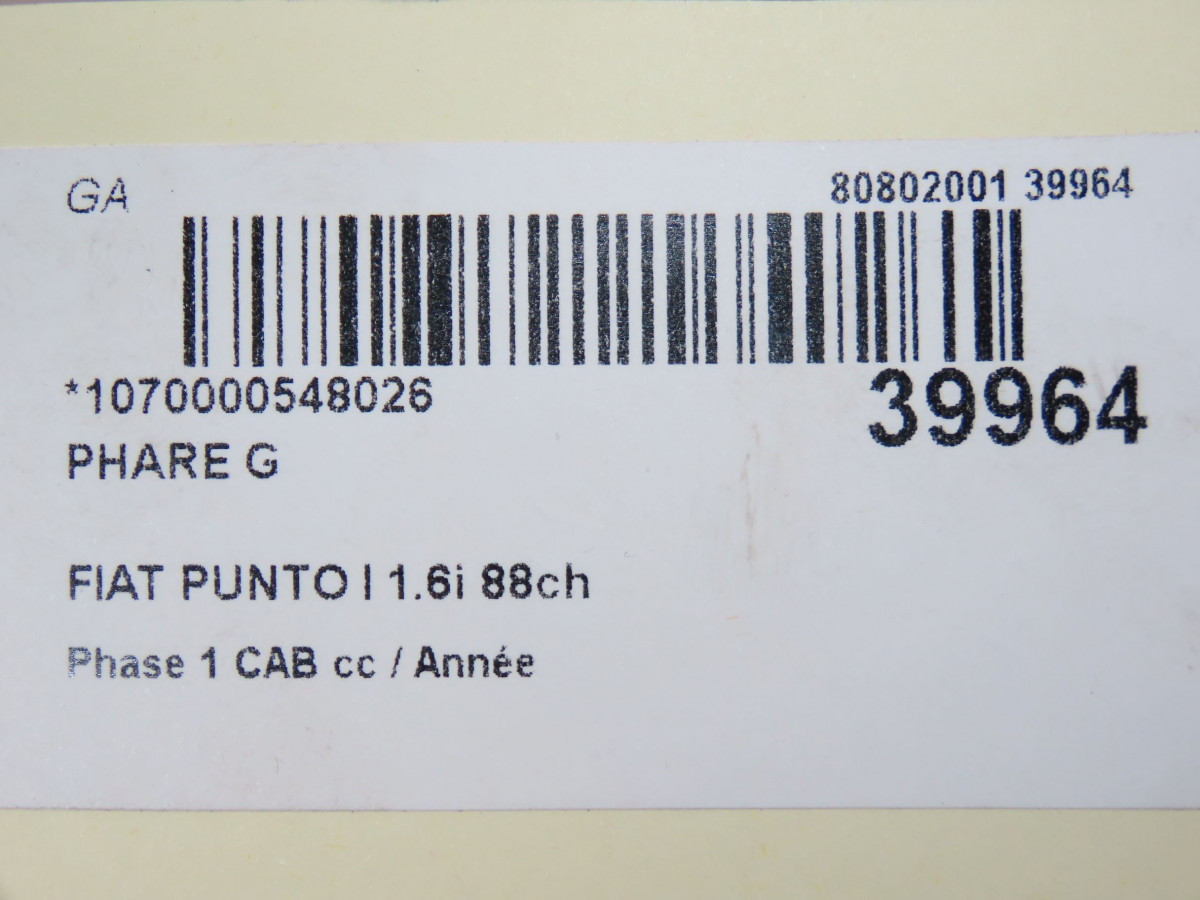 GA
80802001 39964
*1070000548026
39964
PHARE G
FIAT PUNTO I 1.6i 88ch
Phase 1 CAB cc / Année